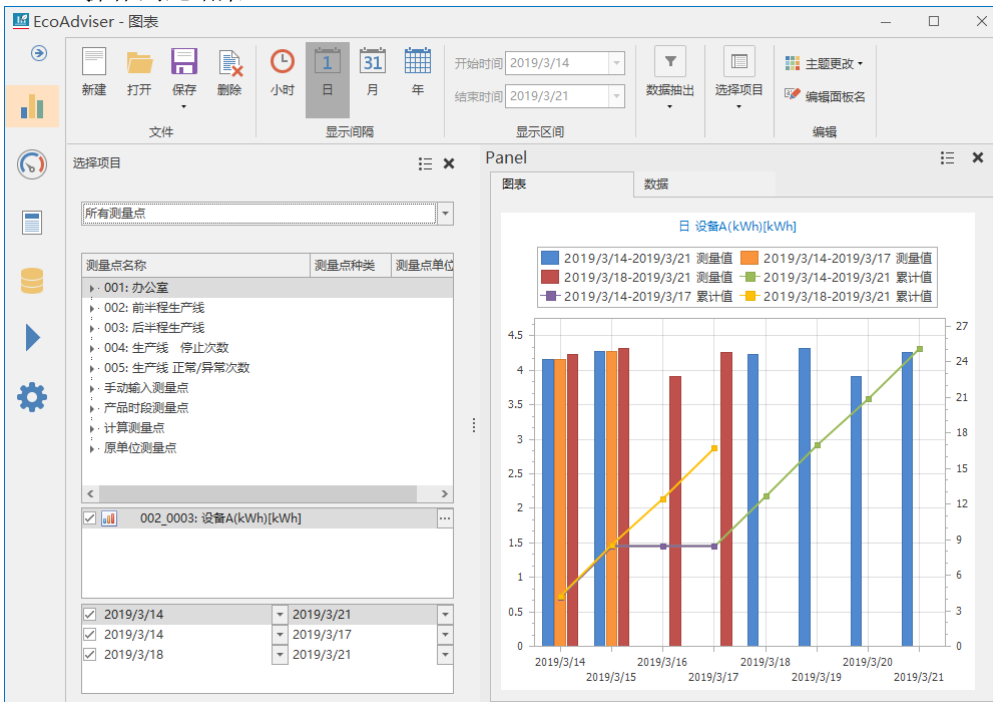 EcoAdviser - 图表
新建 打开 保存 删除
文件
小时 1 日 31 月 年
显示间隔
开始时间 2019/3/14
结束时间 2019/3/21
显示区间
数据抽出
选择项目
主题更改
编辑面板名
编辑
选择项目
所有测量点
测量点名称 测量点种类 测量点单位
001: 办公室
002: 前半程生产线
003: 后半程生产线
004: 生产线 停止次数
005: 生产线 正常/异常次数
手动输入测量点
产品时段测量点
计算测量点
原单位测量点
002_0003: 设备A(kWh)[kWh]
2019/3/14 2019/3/21
2019/3/14 2019/3/17
2019/3/18 2019/3/21
Panel
图表 数据
日 设备A(kWh)[kWh]
2019/3/14-2019/3/21 测量值 2019/3/14-2019/3/17 测量值
2019/3/18-2019/3/21 测量值 2019/3/14-2019/3/21 累计值
2019/3/14-2019/3/17 累计值 2019/3/18-2019/3/21 累计值
4.5
4
3.5
3
2.5
2
1.5
1
0.5
0
27
24
21
18
15
12
9
6
3
0
2019/3/14 2019/3/16 2019/3/18 2019/3/20
2019/3/15 2019/3/17 2019/3/19 2019/3/21